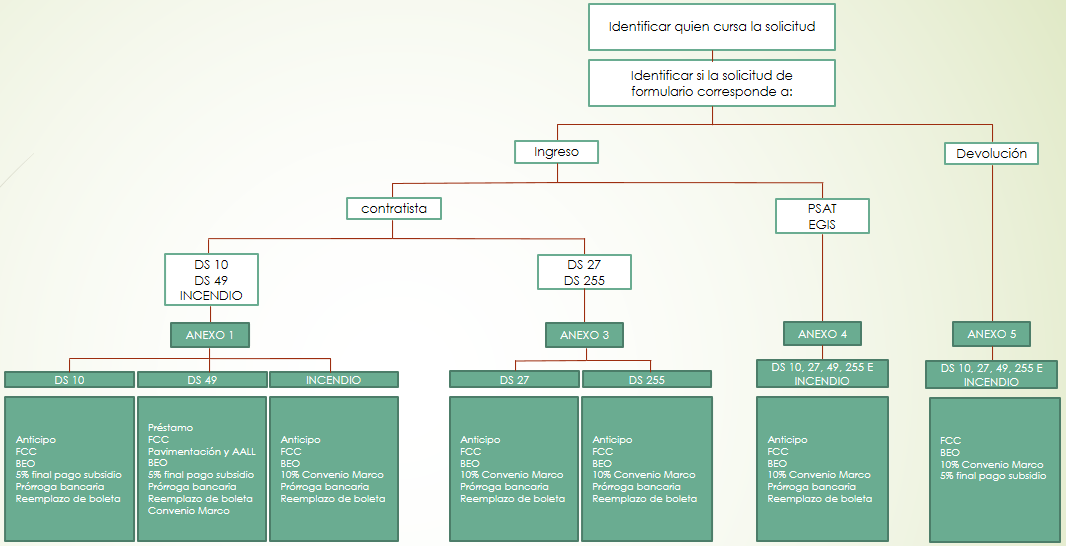 Identificar quien cursa la solicitud
Identificar si la solicitud de
formulario corresponde a:
Ingreso
Devolución
contratista
PSAT
EGIS
DS 10
DS 49
INCENDIO
DS 27
DS 255
ANEXO 1
ANEXO 3
ANEXO 4
ANEXO 5
DS 10
DS 49
INCENDIO
DS 27
DS 255
DS 10, 27, 49, 255 E
INCENDIO
DS 10, 27, 49, 255 E
INCENDIO
Anticipo
FCC
BEO
5% final pago subsidio
Prórroga bancaria
Reemplazo de boleta
Préstamo
FCC
Pavimentación y AALL
BEO
5% final pago subsidio
Prórroga bancaria
Reemplazo de boleta
Convenio Marco
Anticipo
FCC
BEO
10% Convenio Marco
Prórroga bancaria
Reemplazo de boleta
Anticipo
FCC
BEO
10% Convenio Marco
Prórroga bancaria
Reemplazo de boleta
Anticipo
FCC
BEO
10% Convenio Marco
Prórroga bancaria
Reemplazo de boleta
Anticipo
FCC
BEO
10% Convenio Marco
Prórroga bancaria
Reemplazo de boleta
FCC
BEO
10% Convenio Marco
5% final pago subsidio